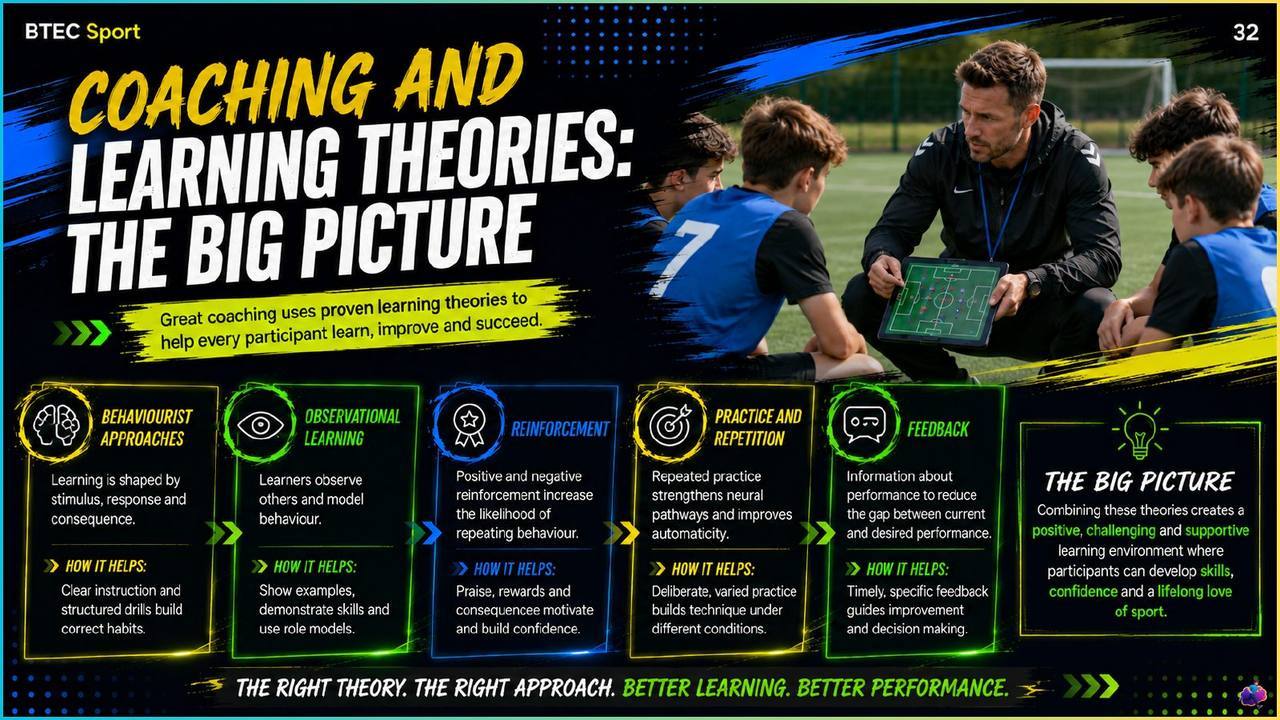 BTEC Sport
32
COACHING AND
LEARNING THEORIES:
THE BIG PICTURE
Great coaching uses proven learning theories to
help every participant learn, improve and succeed.
7
BEHAVIOURIST
APPROACHES
Learning is shaped by
stimulus, response and
consequence.
HOW IT HELPS:
Clear instruction and
structured drills build
correct habits.
OBSERVATIONAL
LEARNING
Learners observe
others and model
behaviour.
HOW IT HELPS:
Show examples,
demonstrate skills and
use role models.
REINFORCEMENT
Positive and negative
reinforcement increase
the likelihood of
repeating behaviour.
HOW IT HELPS:
Praise, rewards and
consequencee motivate
and build confidence.
PRACTICE AND
REPETITION
Repeated practice
strengthens neural
pathways and improves
automaticity.
HOW IT HELPS:
Deliberate, varied practice
builds technique under
different conditions.
FEEDBACK
Information about
performance to reduce
the gap between current
and desired performance.
HOW IT HELPS:
Timely, specific feedback
guides improvement
and decision making.
THE BIG PICTURE
Combining these theories creates a
positive, challenging and supportive
learning environment where
participants can develop skills,
confidence and a lifelong love
of sport.
THE RIGHT THEORY. THE RIGHT APPROACH. BETTER LEARNING. BETTER PERFORMANCE.